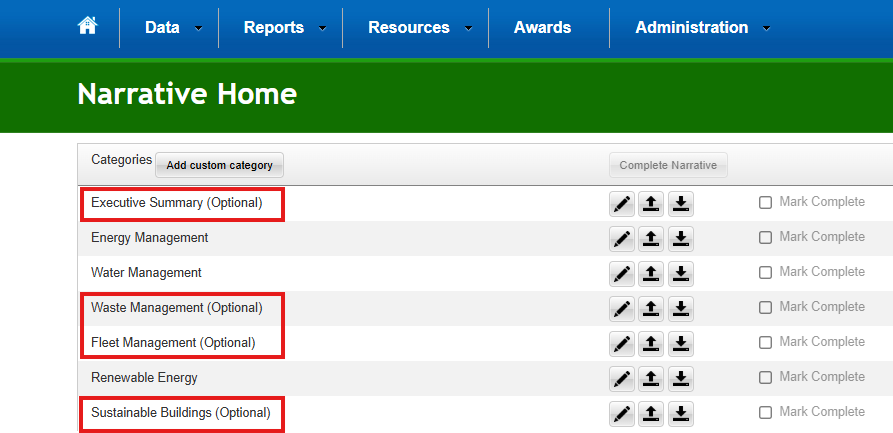 Data Reports Resources Awards Administration
Narrative Home
Categories Add custom category Complete Narrative
Executive Summary (Optional) Mark Complete
Energy Management Mark Complete
Water Management Mark Complete
Waste Management (Optional) Mark Complete
Fleet Management (Optional) Mark Complete
Renewable Energy Mark Complete
Sustainable Buildings (Optional) Mark Complete